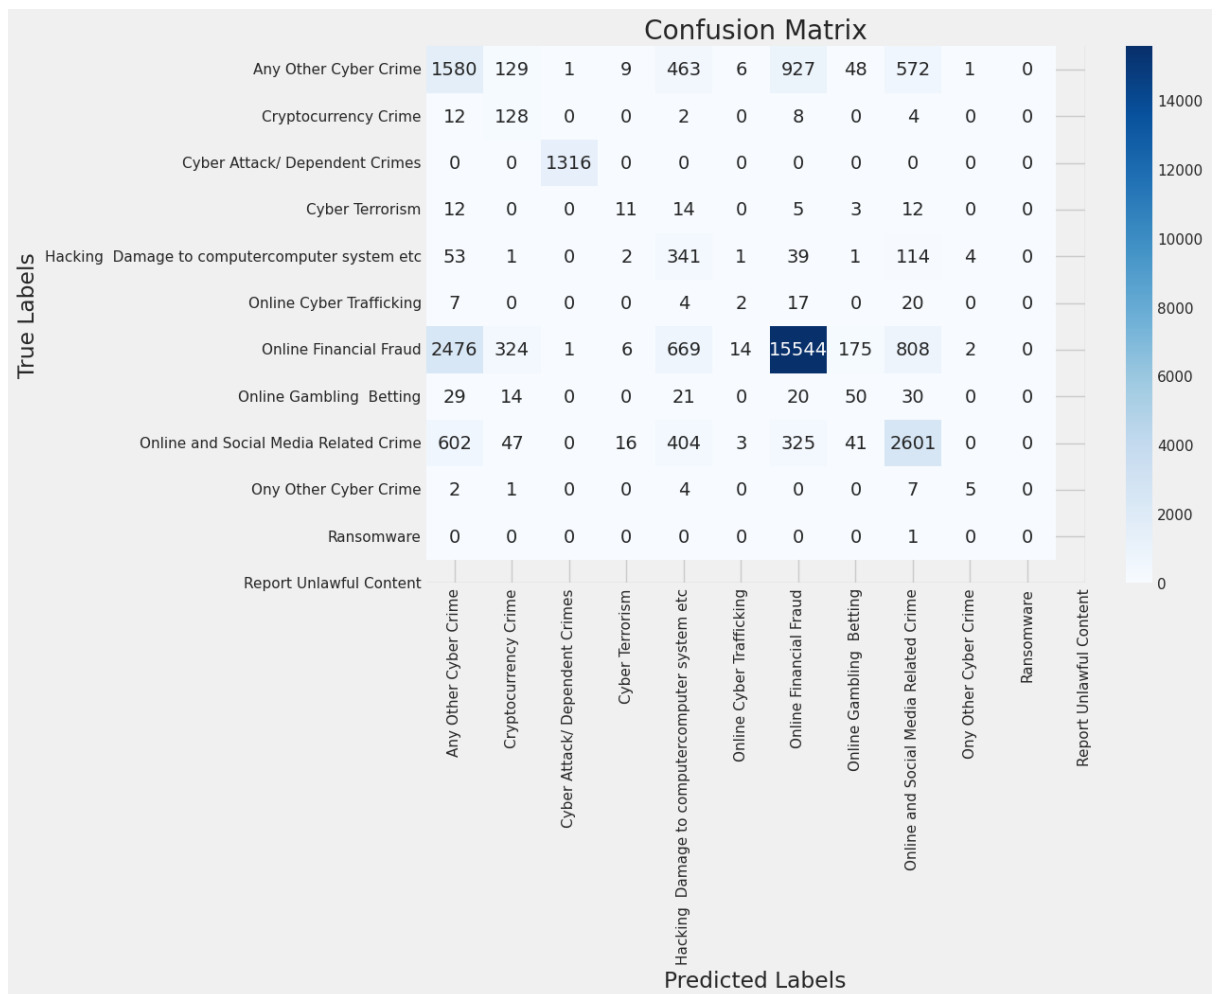 Confusion Matrix
Any Other Cyber Crime 1580 129 1 9 463 6 927 48 572 1 0
Cryptocurrency Crime 12 128 0 0 2 0 8 0 4 0 0
Cyber Attack/ Dependent Crimes 0 0 1316 0 0 0 0 0 0 0 0
Cyber Terrorism 12 0 0 11 14 0 5 3 12 0 0
Hacking  Damage to computercomputer system etc 53 1 0 2 341 1 39 1 114 4 0
Online Cyber Trafficking 7 0 0 0 4 2 17 0 20 0 0
Online Financial Fraud 2476 324 1 6 669 14 15544 175 808 2 0
Online Gambling  Betting 29 14 0 0 21 0 20 50 30 0 0
Online and Social Media Related Crime 602 47 0 16 404 3 325 41 2601 0 0
Ony Other Cyber Crime 2 1 0 0 4 0 0 0 7 5 0
Ransomware 0 0 0 0 0 0 0 0 1 0 0
Report Unlawful Content
True Labels
14000
12000
10000
8000
6000
4000
2000
0
Any Other Cyber Crime
Cryptocurrency Crime
Cyber Attack/ Dependent Crimes
Cyber Terrorism
Hacking  Damage to computercomputer system etc
Online Cyber Trafficking
Online Financial Fraud
Online Gambling  Betting
Online and Social Media Related Crime
Ony Other Cyber Crime
Ransomware
Report Unlawful Content
Predicted Labels